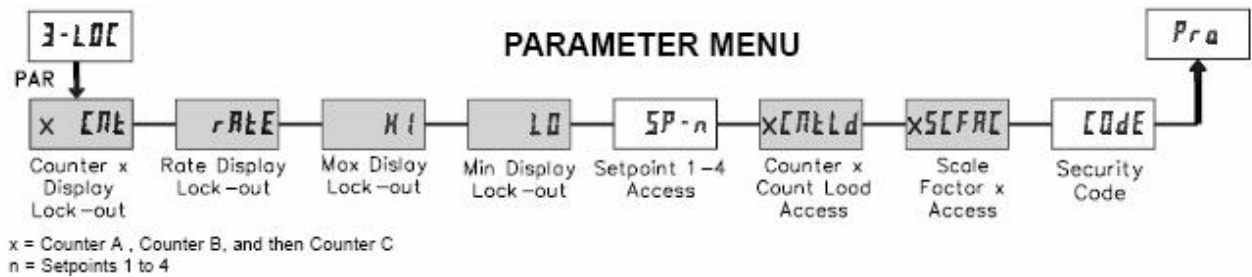 3-LOC
PARAMETER MENU
Pro
PAR
x CNt
rAtE
HI
LO
SP-n
xCNtLd
xSCFAC
COdE
Counter x
Display
Lock-out
Rate Display
Lock-out
Max Dislay
Lock-out
Min Display
Lock-out
Setpoint 1-4
Access
Counter x
Count Load
Access
Scale
Factor x
Access
Security
Code
x = Counter A , Counter B, and then Counter C
n = Setpoints 1 to 4